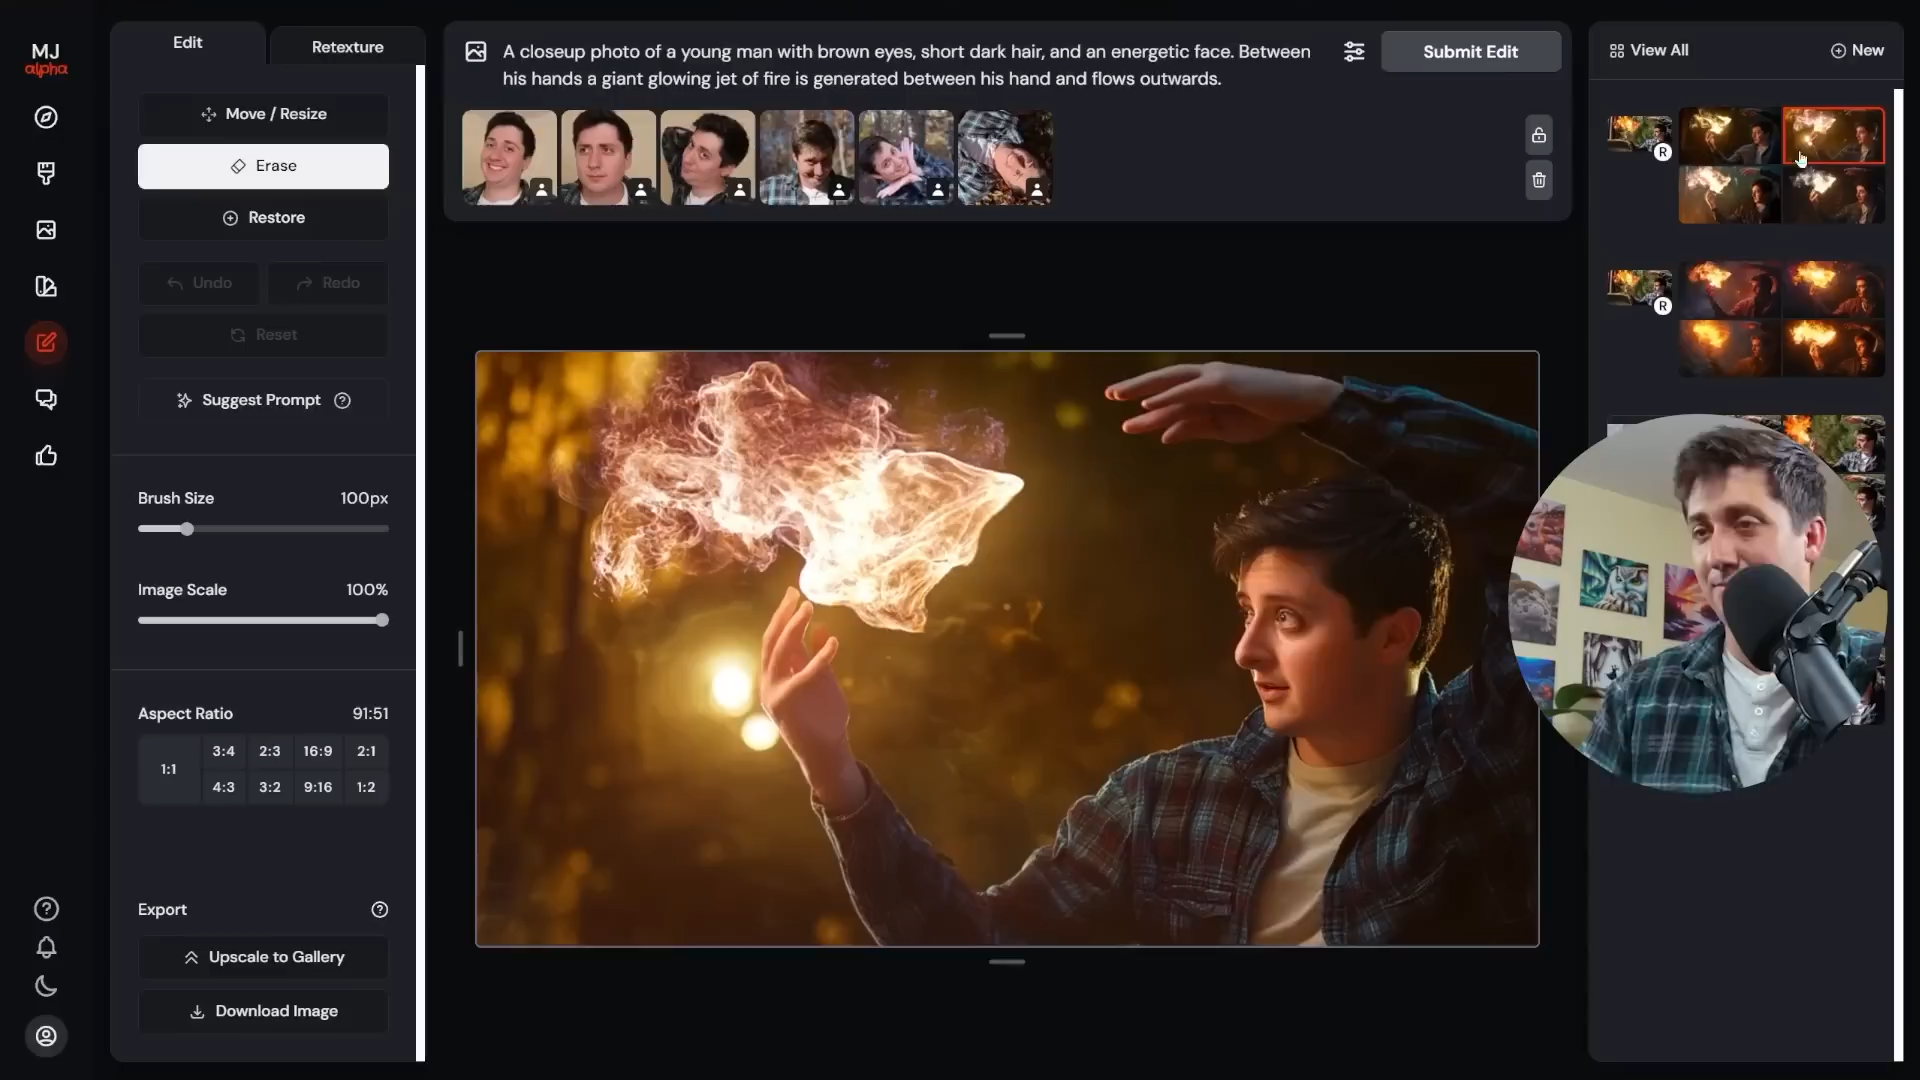 MJ
alpha
Edit
Retexture
Move / Resize
Erase
Restore
Undo
Redo
Reset
Suggest Prompt
Brush Size
100px
Image Scale
100%
Aspect Ratio
91:51
1:1
3:4
2:3
16:9
2:1
4:3
3:2
9:16
1:2
Export
Upscale to Gallery
Download Image
A closeup photo of a young man with brown eyes, short dark hair, and an energetic face. Between
his hands a giant glowing jet of fire is generated between his hand and flows outwards.
Submit Edit
View All
New
R
R